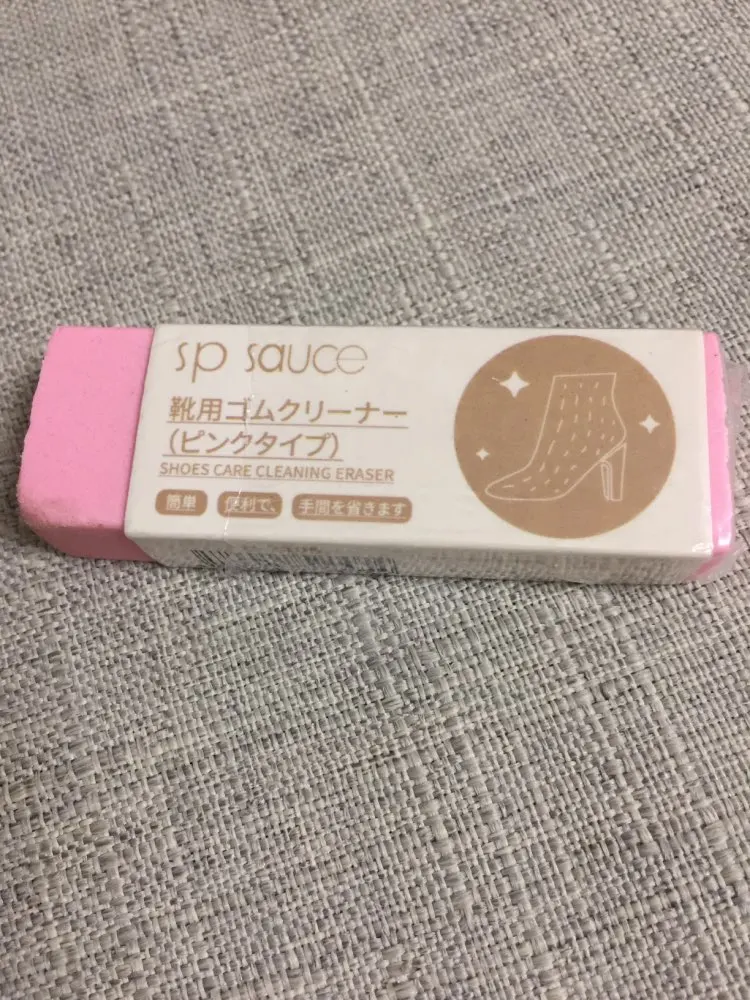 sp sauce
靴用ゴムクリーナー
(ピンクタイプ)
SHOES CARE CLEANING ERASER
簡単 便利で、 手間を省きます